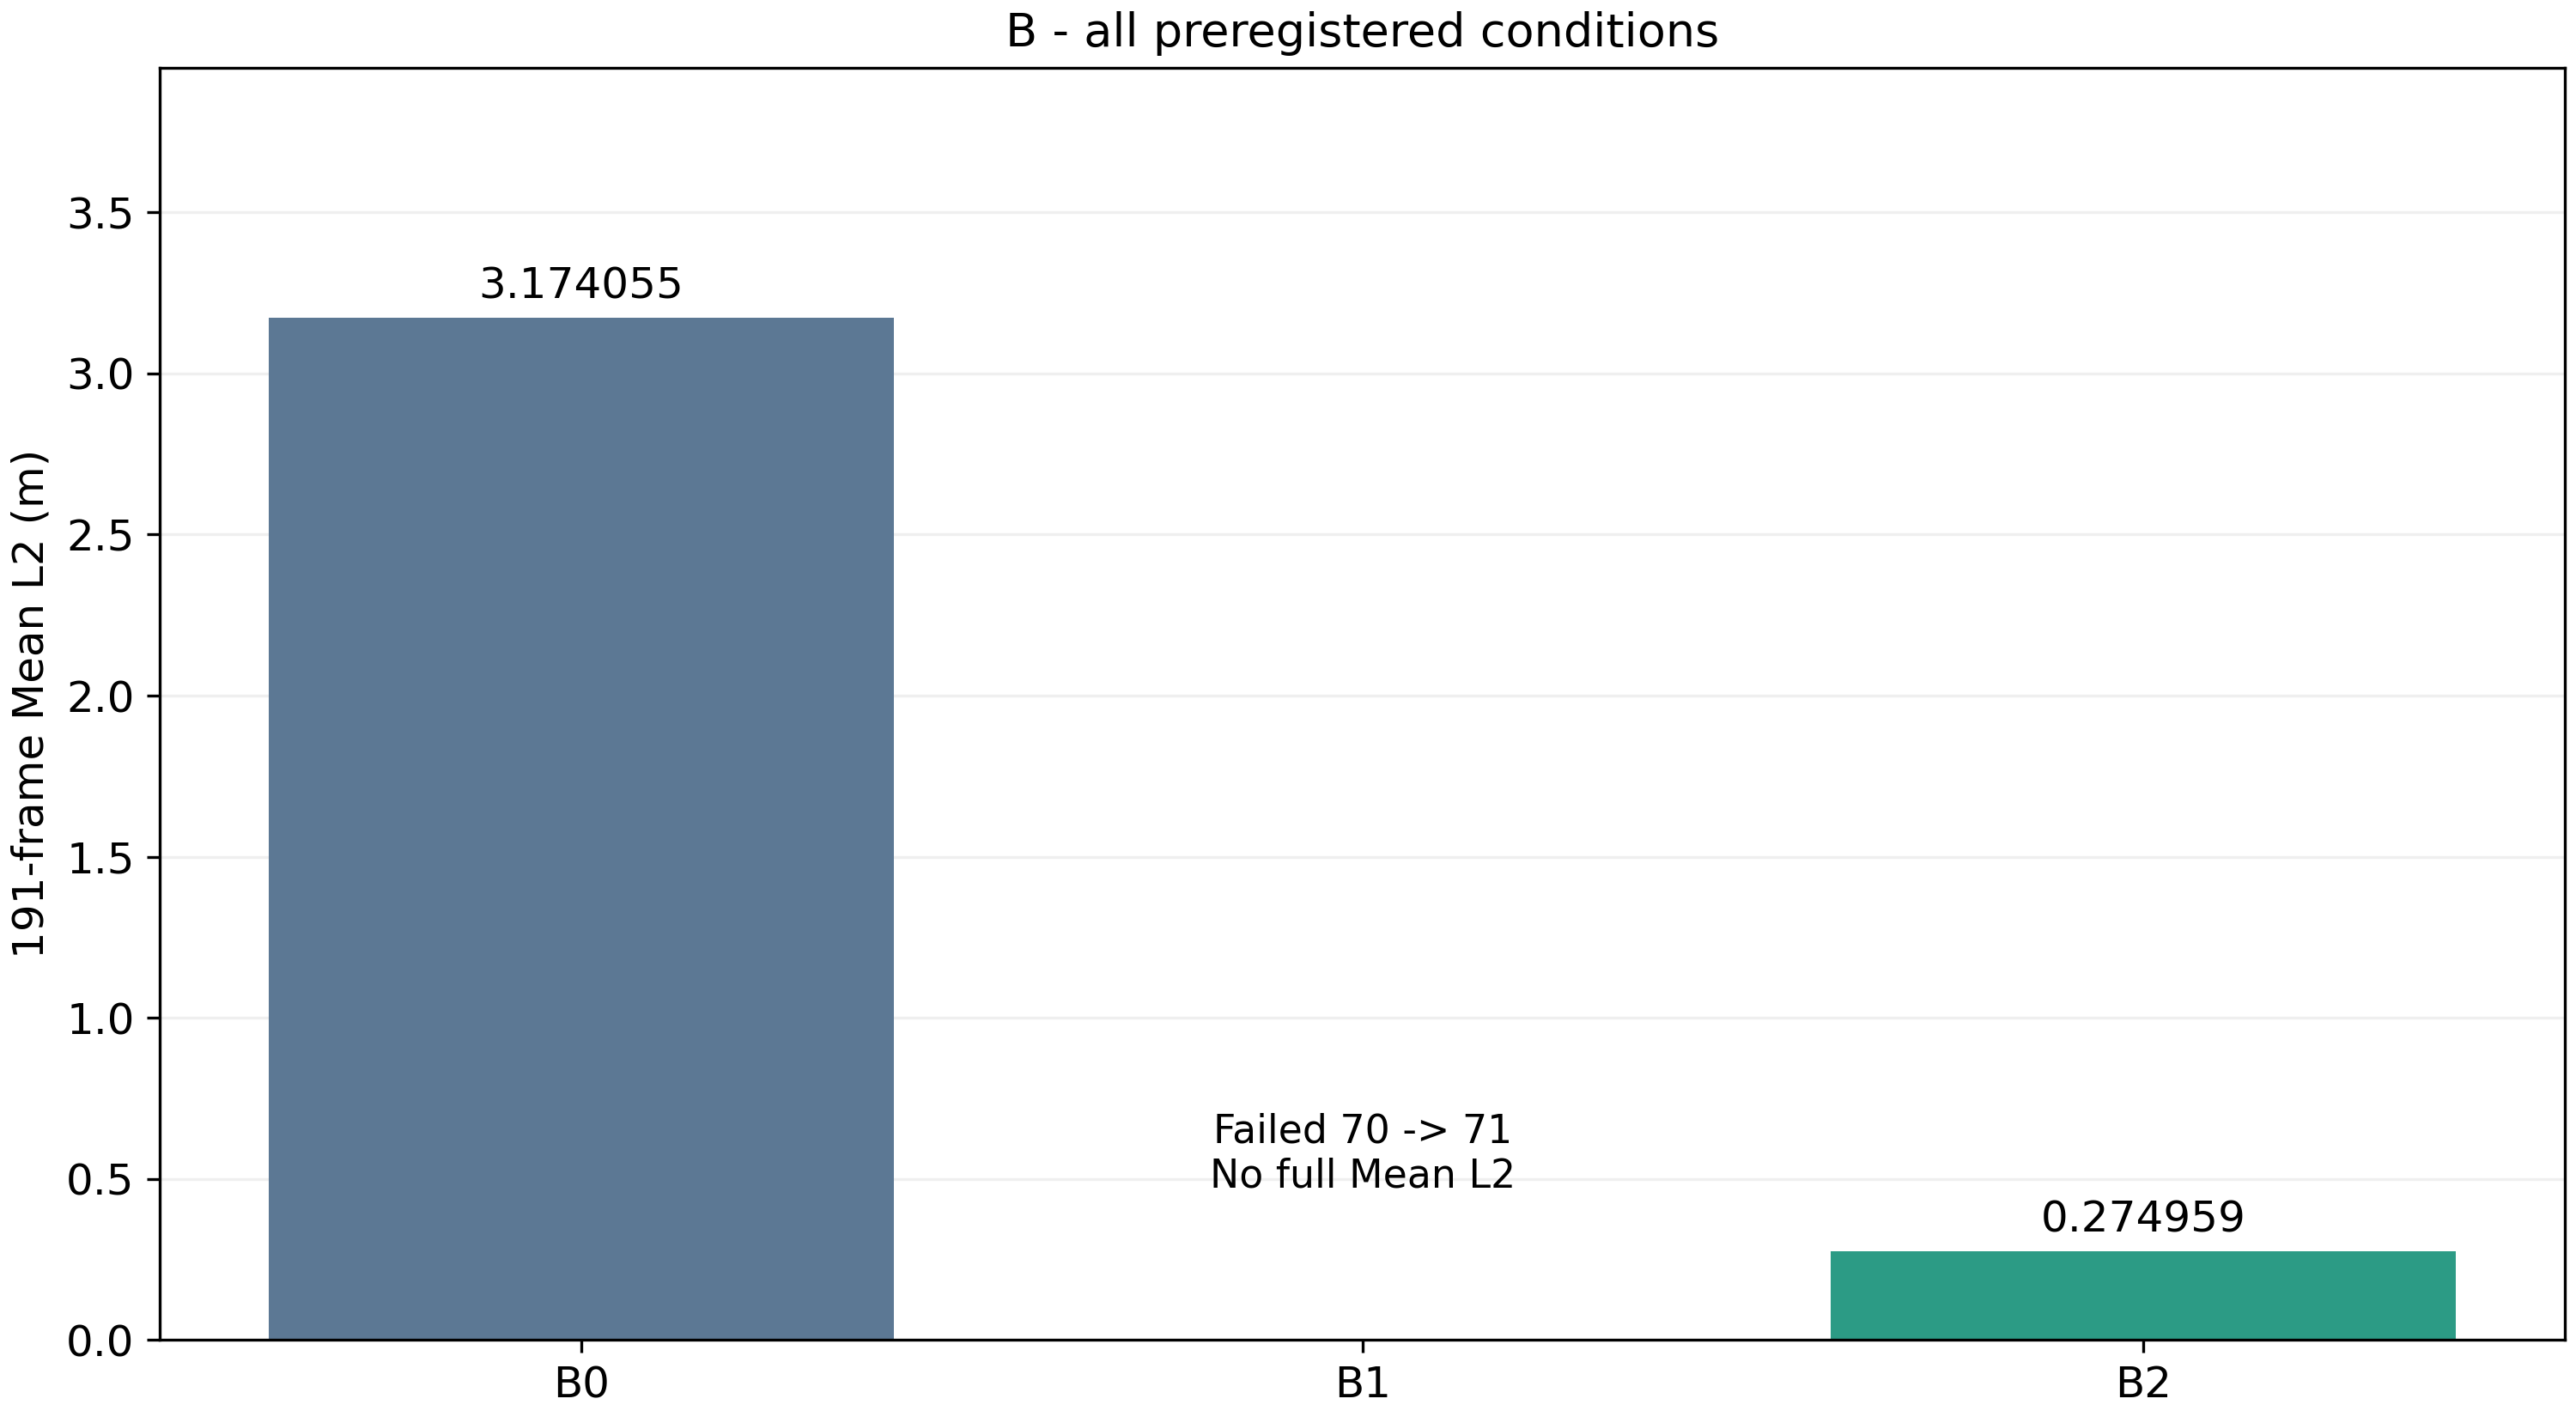 B - all preregistered conditions
191-frame Mean L2 (m)
3.5
3.0
2.5
2.0
1.5
1.0
0.5
0.0
3.174055
Failed 70 -> 71
No full Mean L2
0.274959
B0
B1
B2